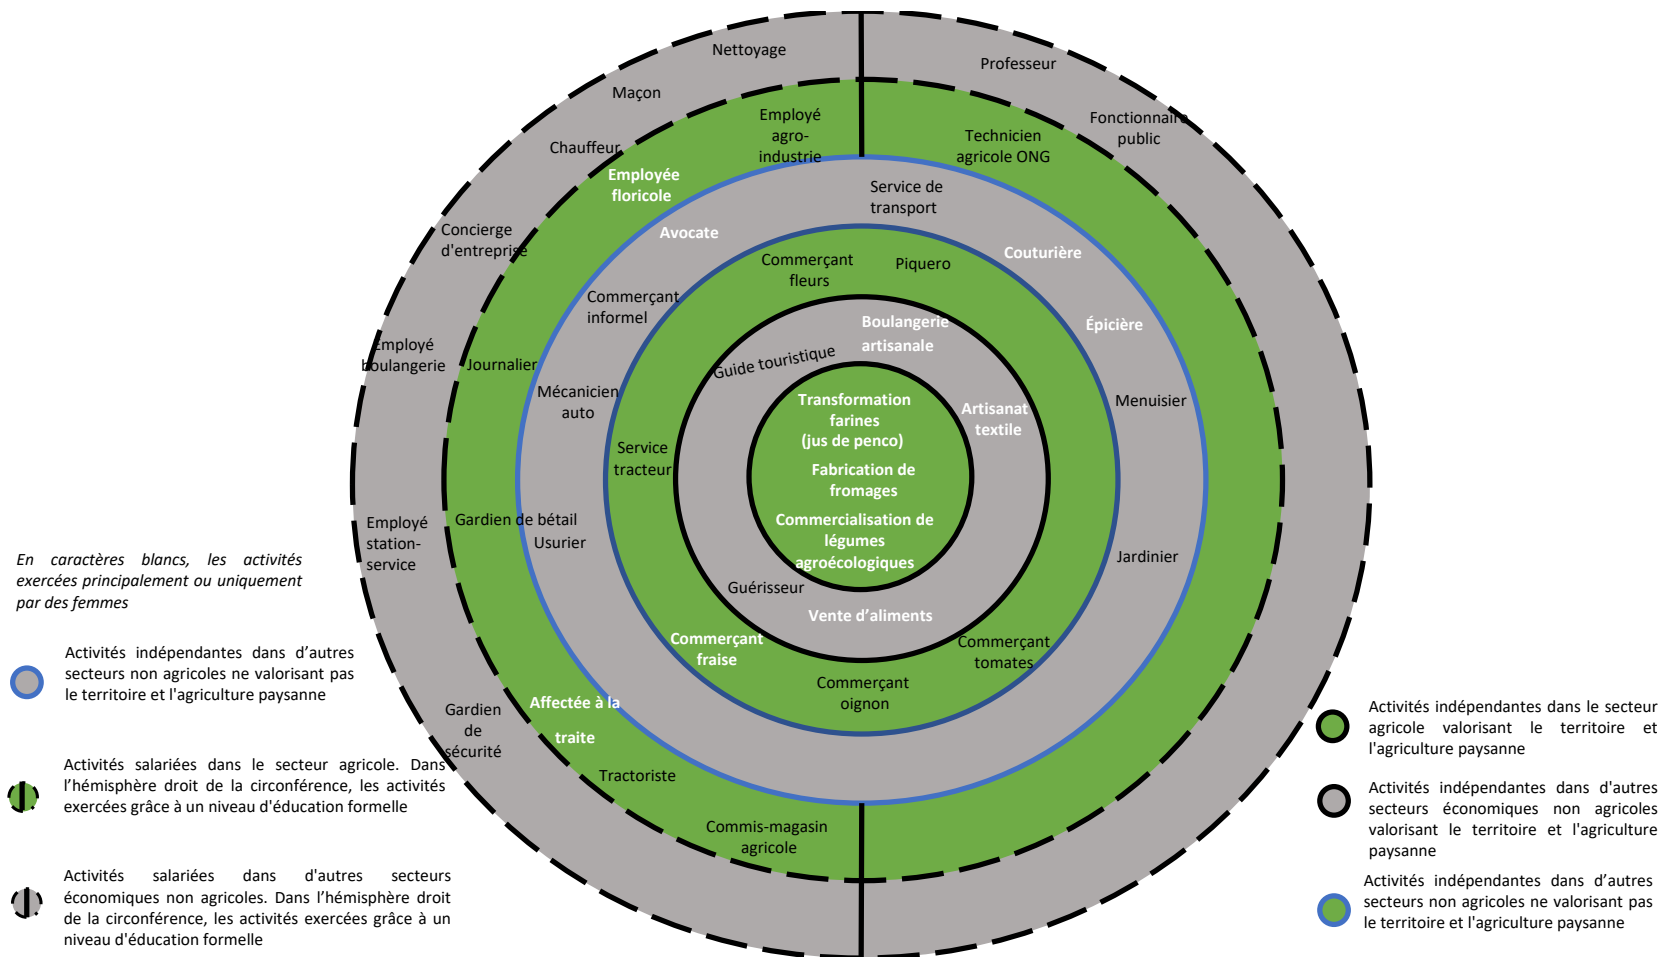 Nettoyage
Professeur
Maçon
Fonctionnaire
public
Chauffeur
Employé
agro-
industrie
Technicien
agricole ONG
Employée
floricole
Service de
transport
Concierge
d'entreprise
Avocate
Couturière
Commerçant
fleurs
Piquero
Commerçant
informel
Boulangerie
artisanale
Épicière
Employé
boulangerie
Journalier
Guide touristique
Mécanicien
auto
Transformation
farines
(jus de penco)
Artisanat
textile
Menuisier
Service
tracteur
Fabrication de
fromages
Employé
station-
service
Gardien de bétail
Usurier
Commercialisation de
légumes
agroécologiques
Jardinier
Guérisseur
Vente d’aliments
Commerçant
fraise
Commerçant
tomates
Commerçant
oignon
Affectée à la
traite
Gardien
de
sécurité
Tractoriste
Commis-magasin
agricole
En caractères blancs, les activités
exercées principalement ou uniquement
par des femmes
Activités indépendantes dans d’autres
secteurs non agricoles ne valorisant pas
le territoire et l'agriculture paysanne
Activités salariées dans le secteur agricole. Dans
l’hémisphère droit de la circonférence, les activités
exercées grâce à un niveau d'éducation formelle
Activités salariées dans d'autres secteurs
économiques non agricoles. Dans l’hémisphère droit
de la circonférence, les activités exercées grâce à un
niveau d'éducation formelle
Activités indépendantes dans le secteur
agricole valorisant le territoire et
l'agriculture paysanne
Activités indépendantes dans d'autres
secteurs économiques non agricoles
valorisant le territoire et l'agriculture
paysanne
Activités indépendantes dans d’autres
secteurs non agricoles ne valorisant pas
le territoire et l'agriculture paysanne